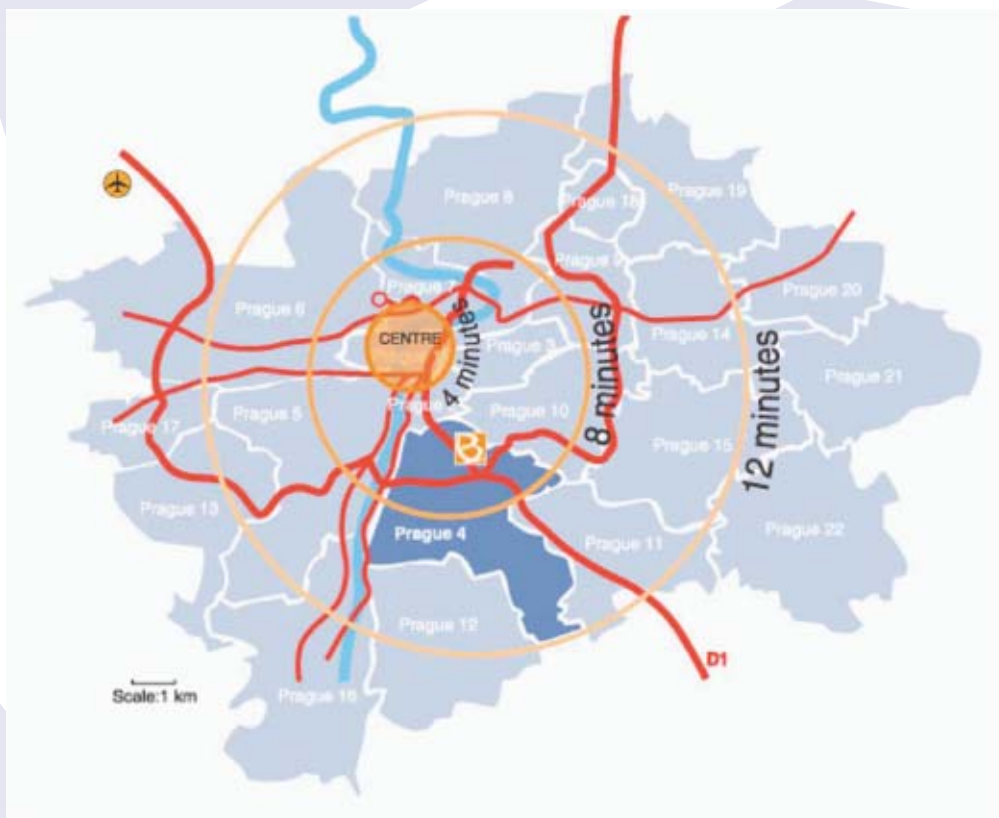 Prague 8
Prague 18
Prague 19
Prague 9
Prague 7
Prague 20
Prague 6
CENTRE
4 minutes
Prague 3
8 minutes
Prague 14
12 minutes
Prague 21
Prague 5
Prague
Prague 10
Prague 17
Prague 15
Prague 13
Prague 4
Prague 11
Prague 22
Prague 12
D1
Scale:1 km
Prague 16